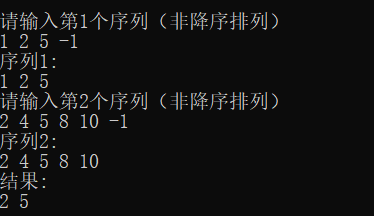 请输入第1个序列（非降序排列）
1 2 5 -1
序列1:
1 2 5
请输入第2个序列（非降序排列）
2 4 5 8 10 -1
序列2:
2 4 5 8 10
结果:
2 5